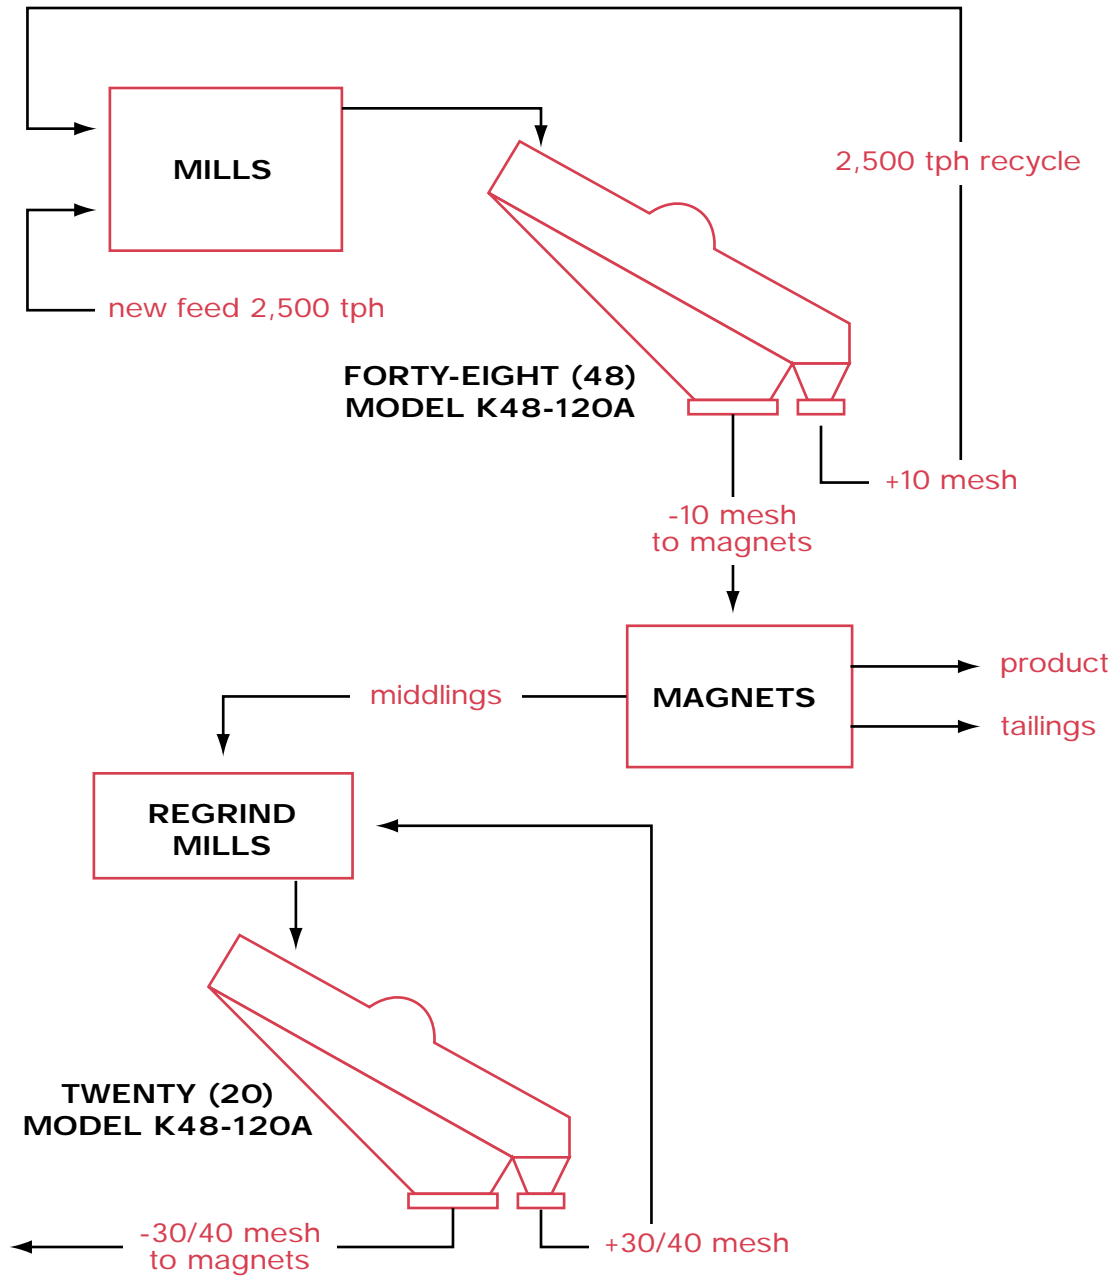 MILLS
2,500 tph recycle
new feed 2,500 tph
FORTY-EIGHT (48)
MODEL K48-120A
+10 mesh
-10 mesh
to magnets
product
middlings
MAGNETS
tailings
REGRIND
MILLS
TWENTY (20)
MODEL K48-120A
-30/40 mesh
to magnets
+30/40 mesh